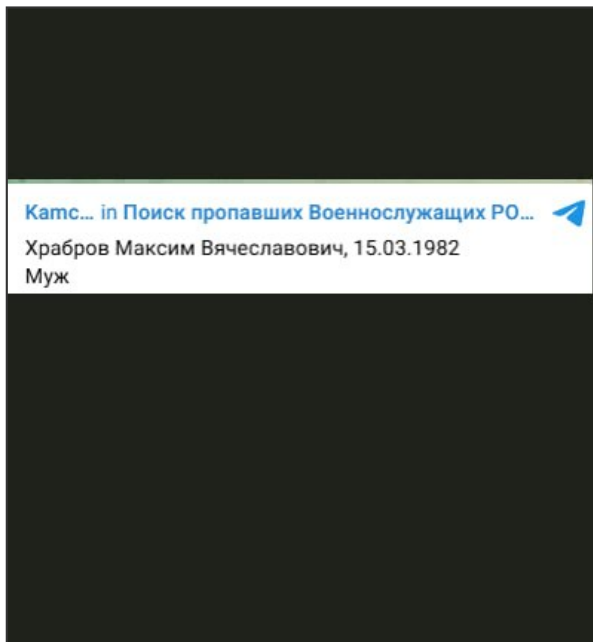 Kamc... in Поиск пропавших Военнослужащих РО...
Храбров Максим Вячеславович, 15.03.1982
Муж